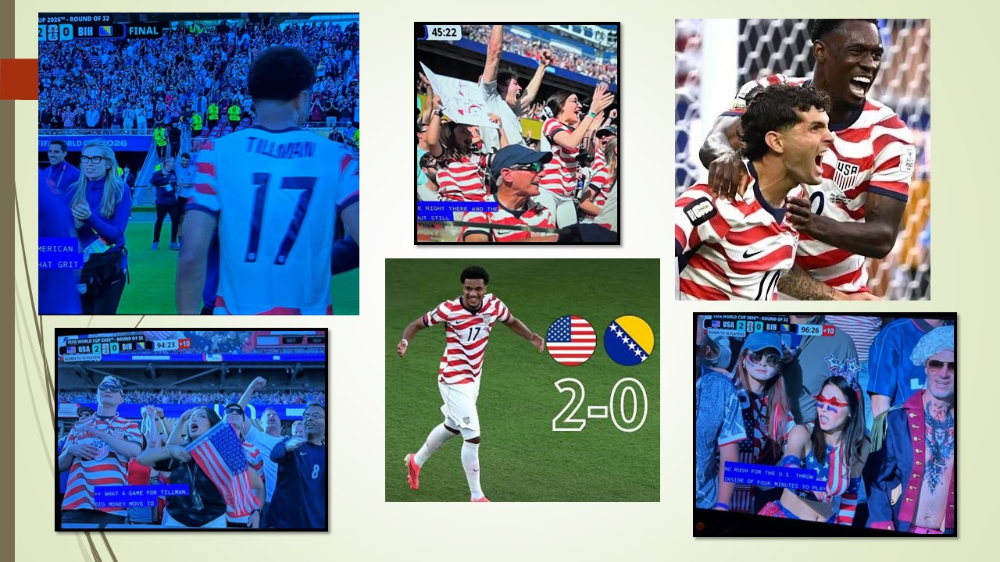 CUP 2026™ - ROUND OF 32
2 0 BIH FINAL
FIFA WORLD CUP 2026
TILLMAN
17
MERICAN.
HAT GRIT,
45:22
E RIGHT THERE AND THE
BUT STILL
USA
17
2-0
FIFA WORLD CUP 2026™ - ROUND OF 32
USA 2 0 BIH 94:23 +10
DOWN TO 10 PLAYERS
8
>> WHAT A GAME FOR TILLMAN.
BIG MONEY MOVE TO
FIFA WORLD CUP 2026™ - ROUND OF 32
USA 2 0 BIH 96:26 +10
DOWN TO 10 PLAYERS
NO RUSH FOR THE U.S. THROW
INSIDE OF FOUR MINUTES TO PLAY